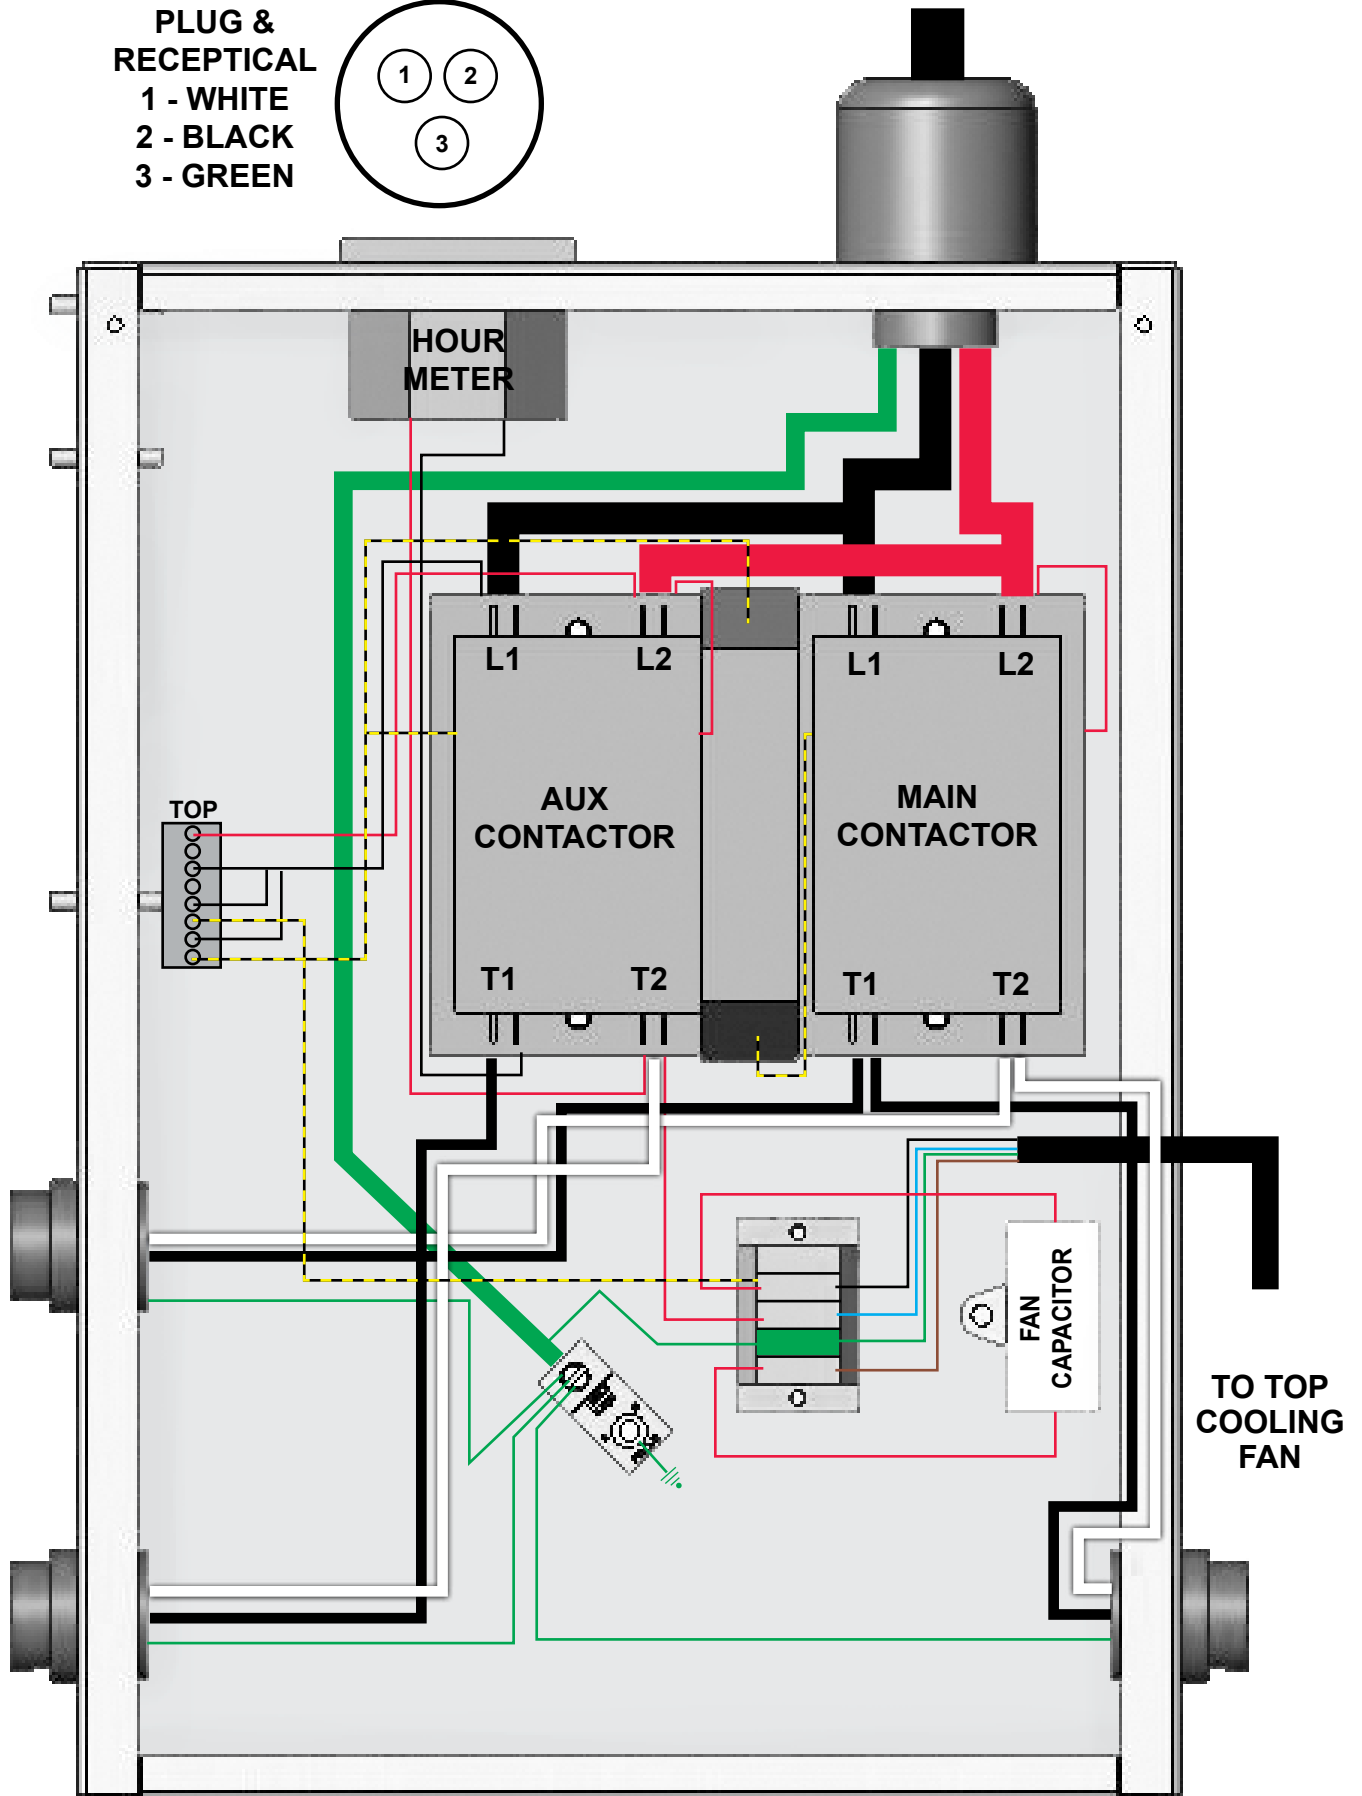 PLUG &
RECEPTICAL
1 - WHITE
2 - BLACK
3 - GREEN
1
2
3
HOUR
METER
L1
L2
L1
L2
AUX
CONTACTOR
MAIN
CONTACTOR
TOP
T1
T2
T1
T2
FAN
CAPACITOR
TO TOP
COOLING
FAN